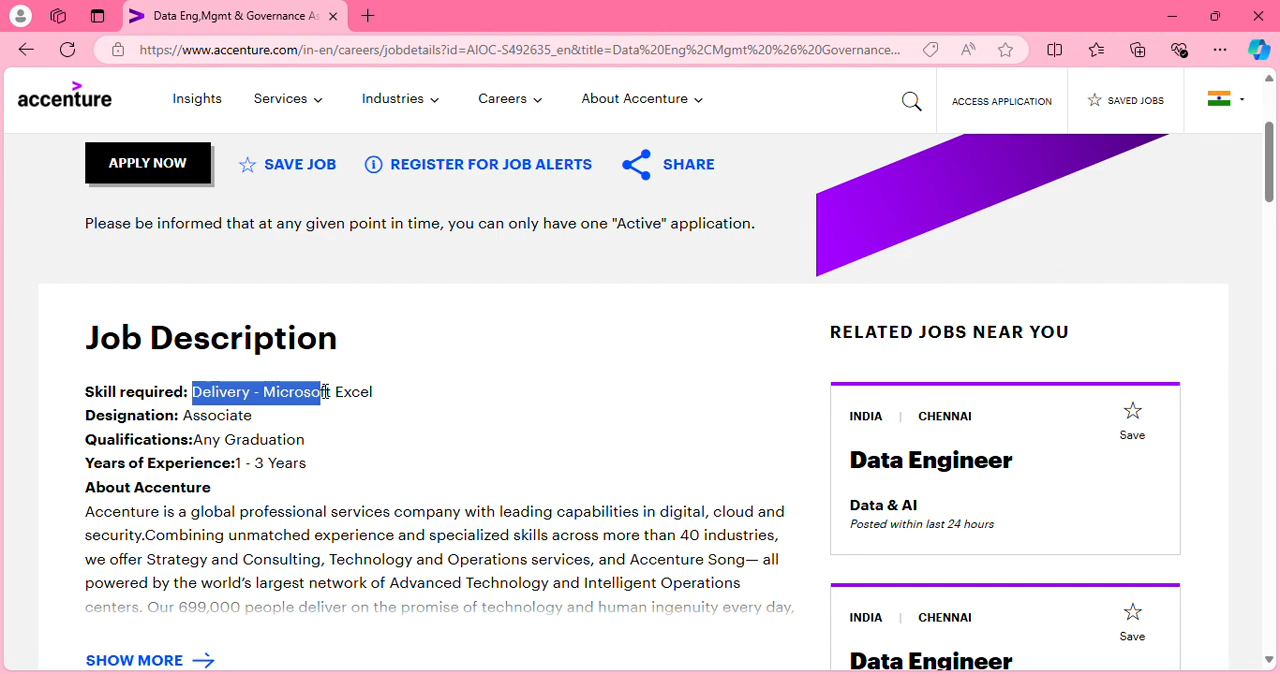 Data Eng,Mgmt & Governance As
https://www.accenture.com/in-en/careers/jobdetails?id=AIOC-S492635_en&title=Data%20Eng%2CMgmt%20%26%20Governance...
accenture
Insights Services Industries Careers About Accenture
ACCESS APPLICATION
SAVED JOBS
APPLY NOW
SAVE JOB
REGISTER FOR JOB ALERTS
SHARE
Please be informed that at any given point in time, you can only have one "Active" application.
Job Description
Skill required: Delivery - Microsoft Excel
Designation: Associate
Qualifications:Any Graduation
Years of Experience:1 - 3 Years
About Accenture
Accenture is a global professional services company with leading capabilities in digital, cloud and
security.Combining unmatched experience and specialized skills across more than 40 industries,
we offer Strategy and Consulting, Technology and Operations services, and Accenture Song— all
powered by the world’s largest network of Advanced Technology and Intelligent Operations
centers. Our 699,000 people deliver on the promise of technology and human ingenuity every day,
SHOW MORE
RELATED JOBS NEAR YOU
INDIA | CHENNAI
Save
Data Engineer
Data & AI
Posted within last 24 hours
INDIA | CHENNAI
Save
Data Engineer